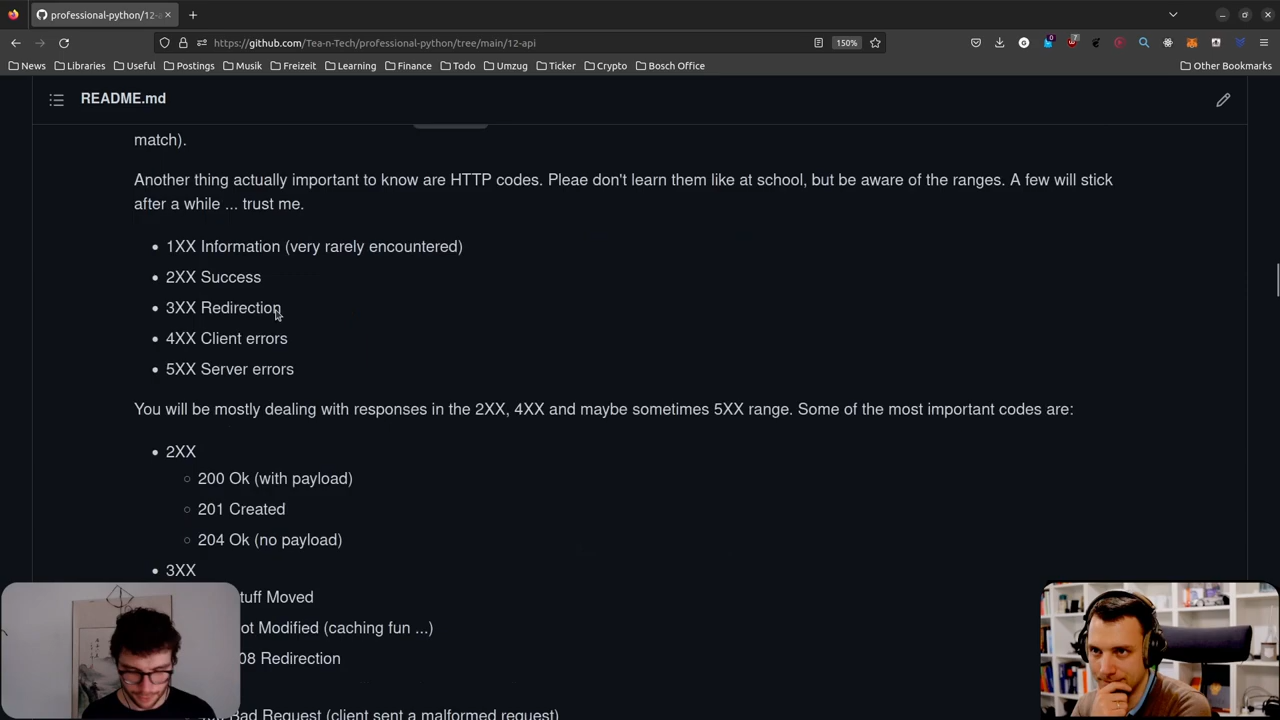 professional-python/12-a
https://github.com/Tea-n-Tech/professional-python/tree/main/12-api
150%
0
7
News
Libraries
Useful
Postings
Musik
Freizeit
Learning
Finance
Todo
Umzug
Ticker
Crypto
Bosch Office
Other Bookmarks
README.md
match).
Another thing actually important to know are HTTP codes. Pleae don't learn them like at school, but be aware of the ranges. A few will stick
after a while ... trust me.
1XX Information (very rarely encountered)
2XX Success
3XX Redirection
4XX Client errors
5XX Server errors
You will be mostly dealing with responses in the 2XX, 4XX and maybe sometimes 5XX range. Some of the most important codes are:
2XX
200 Ok (with payload)
201 Created
204 Ok (no payload)
3XX
tuff Moved
ot Modified (caching fun ...)
08 Redirection
Bad Request (client sent a malformed request)